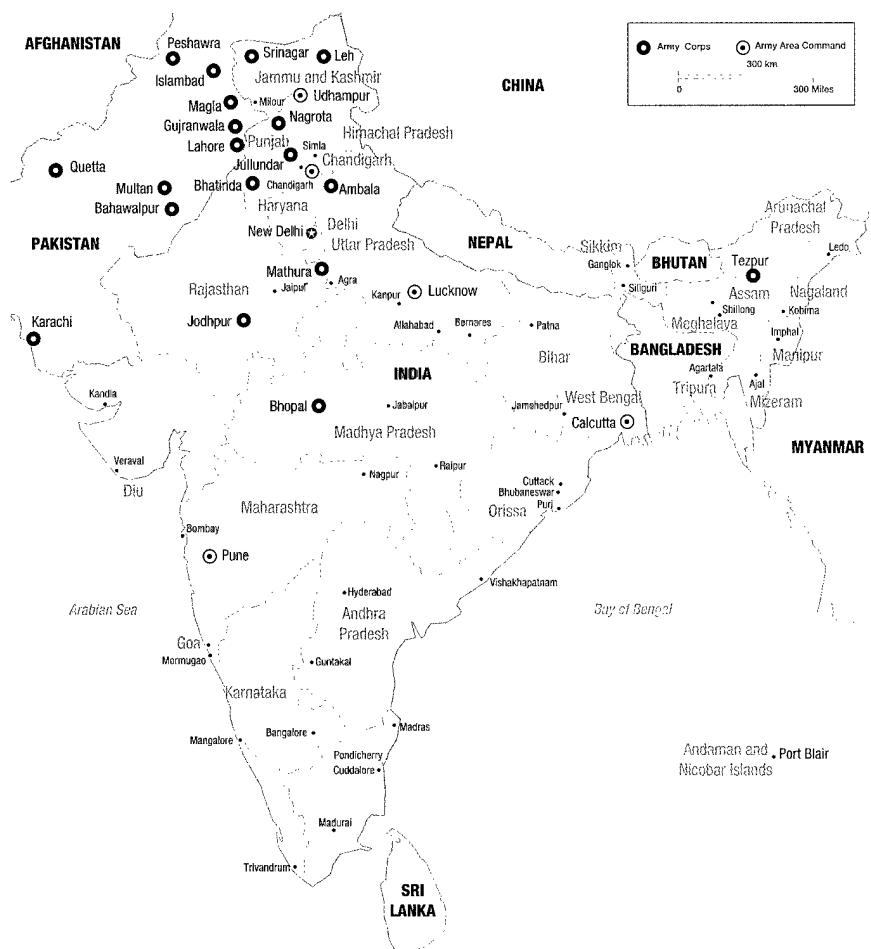 AFGHANISTAN
Peshawra
Srinagar
Leh
Army Corps
Army Area Command
300 km
0
300 Miles
Islambad
Jammu and Kashmir
CHINA
Magla
Milour
Udhampur
Gujranwala
Nagrota
Himachal Pradesh
Lahore
Punjab
Simla
Quetta
Jullundar
Chandigarh
Multan
Bhatirida
Chandigarh
Ambala
Bahawalpur
Haryana
Arunachal
Pradesh
PAKISTAN
New Delhi
Delhi
Uttar Pradesh
NEPAL
Sikkim
Ganglok
BHUTAN
Tezpur
Ledo
Mathura
Agra
Rajasthan
Jaipur
Kanpur
Lucknow
Siliguri
Assam
Nagaland
Karachi
Jodhpur
Allahabad
Bernares
Patna
Shillong
Meghalaya
Kohima
Imphal
Bihar
BANGLADESH
Manipur
INDIA
Agartala
Tripura
Ajal
Mizeram
Kandla
Bhopal
Jabaipur
Jamshedpur
West Bengal
Calcutta
Madhya Pradesh
MYANMAR
Veraval
Diu
Nagpur
Raipur
Cuttack
Bhubaneswar
Puri
Orissa
Maharashtra
Bombay
Pune
Vishakhapatnam
Hyderabad
Arabian Sea
Andhra
Pradesh
Bay of Bengal
Goa
Mormugao
Guntakal
Karnataka
Mangalore
Bangalore
Madras
Pondicherry
Cuddalore
Andaman and
Nicobar Islands
Port Blair
Madurai
Trivandrum
SRI
LANKA